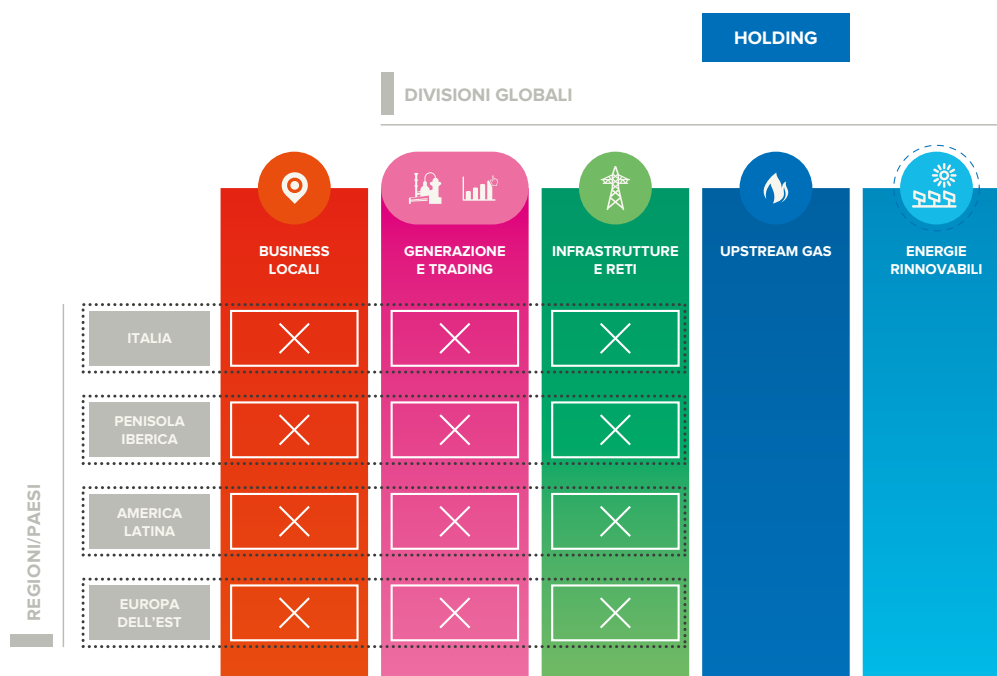 HOLDING
DIVISIONI GLOBALI
BUSINESS
LOCALI
GENERAZIONE
E TRADING
INFRASTRUTTURE
E RETI
UPSTREAM GAS
ENERGIE
RINNOVABILI
REGIONI/PAESI
ITALIA
PENISOLA
IBERICA
AMERICA
LATINA
EUROPA
DELL'EST